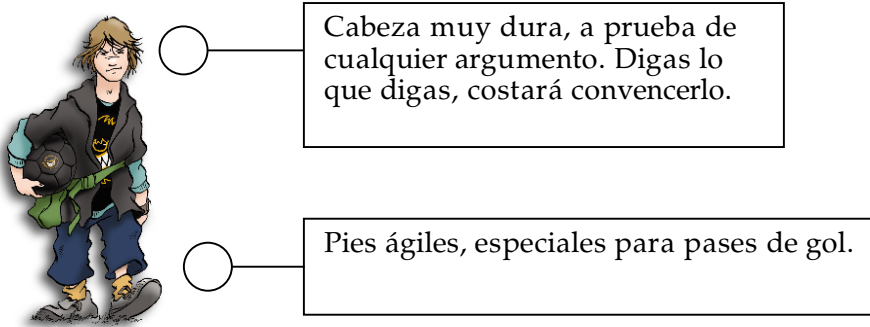 Cabeza muy dura, a prueba de
cualquier argumento. Digas lo
que digas, costará convencerlo.
Pies ágiles, especiales para pases de gol.